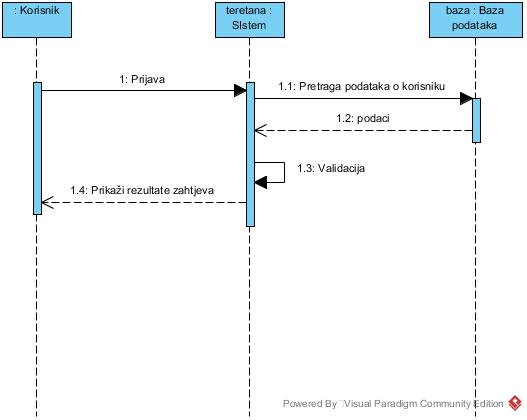 : Korisnik
teretana :
SIstem
baza : Baza
podataka
1: Prijava
1.1: Pretraga podataka o korisniku
1.2: podaci
1.3: Validacija
1.4: Prikaži rezultate zahtjeva
Powered By Visual Paradigm Community Edition